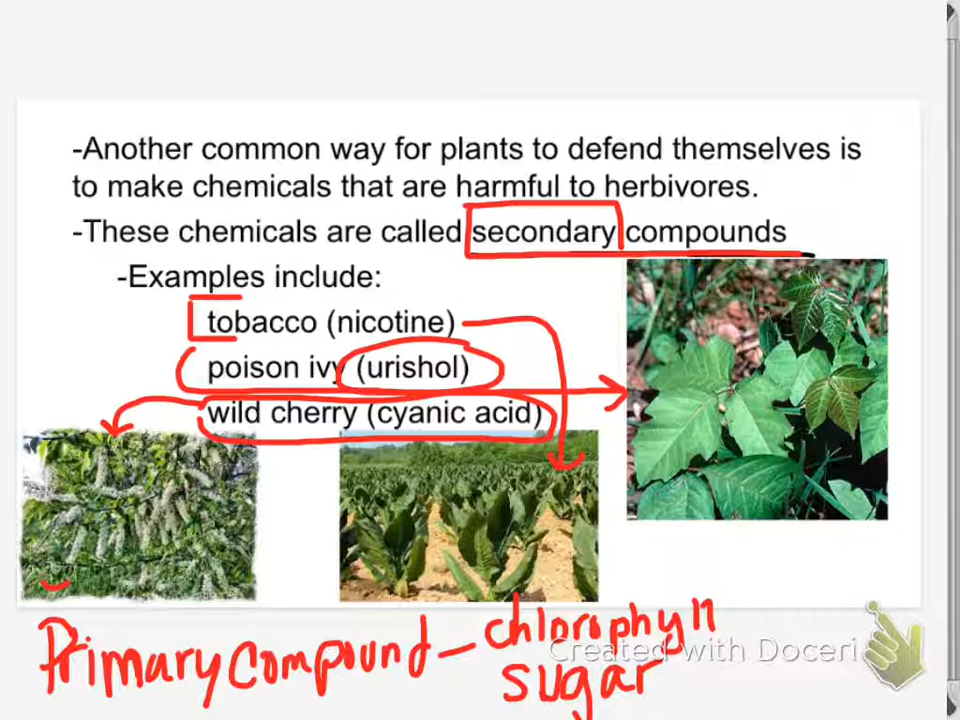 -Another common way for plants to defend themselves is
to make chemicals that are harmful to herbivores.
-These chemicals are called secondary compounds
-Examples include:
tobacco (nicotine)
poison ivy (urishol)
wild cherry (cyanic acid)
Primary compound - chlorophyll
sugar
Created with Doceri